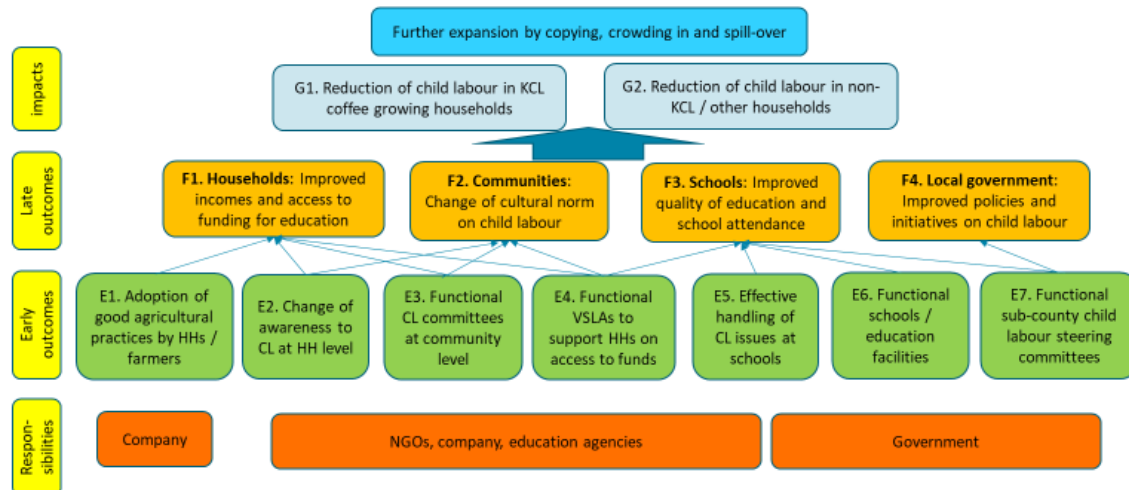 Further expansion by copying, crowding in and spill-over
impacts
G1. Reduction of child labour in KCL
coffee growing households
G2. Reduction of child labour in non-
KCL / other households
Late
outcomes
F1. Households: Improved
incomes and access to
funding for education
F2. Communities:
Change of cultural norm
on child labour
F3. Schools: Improved
quality of education and
school attendance
F4. Local government:
Improved policies and
initiatives on child labour
Early
outcomes
E1. Adoption of
good agricultural
practices by HHs /
farmers
E2. Change of
awareness to
CL at HH level
E3. Functional
CL committees
at community
level
E4. Functional
VSLAs to
support HHs on
access to funds
E5. Effective
handling of
CL issues at
schools
E6. Functional
schools /
education
facilities
E7. Functional
sub-county child
labour steering
committees
Respon-
sibilities
Company
NGOs, company, education agencies
Government